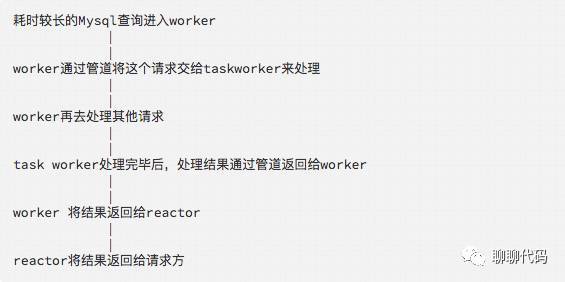 耗时较长的Mysql查询进入worker
worker通过管道将这个请求交给taskworker来处理
worker再去处理其他请求
task worker处理完毕后，处理结果通过管道返回给worker
worker 将结果返回给reactor
reactor将结果返回给请求方
聊聊代码